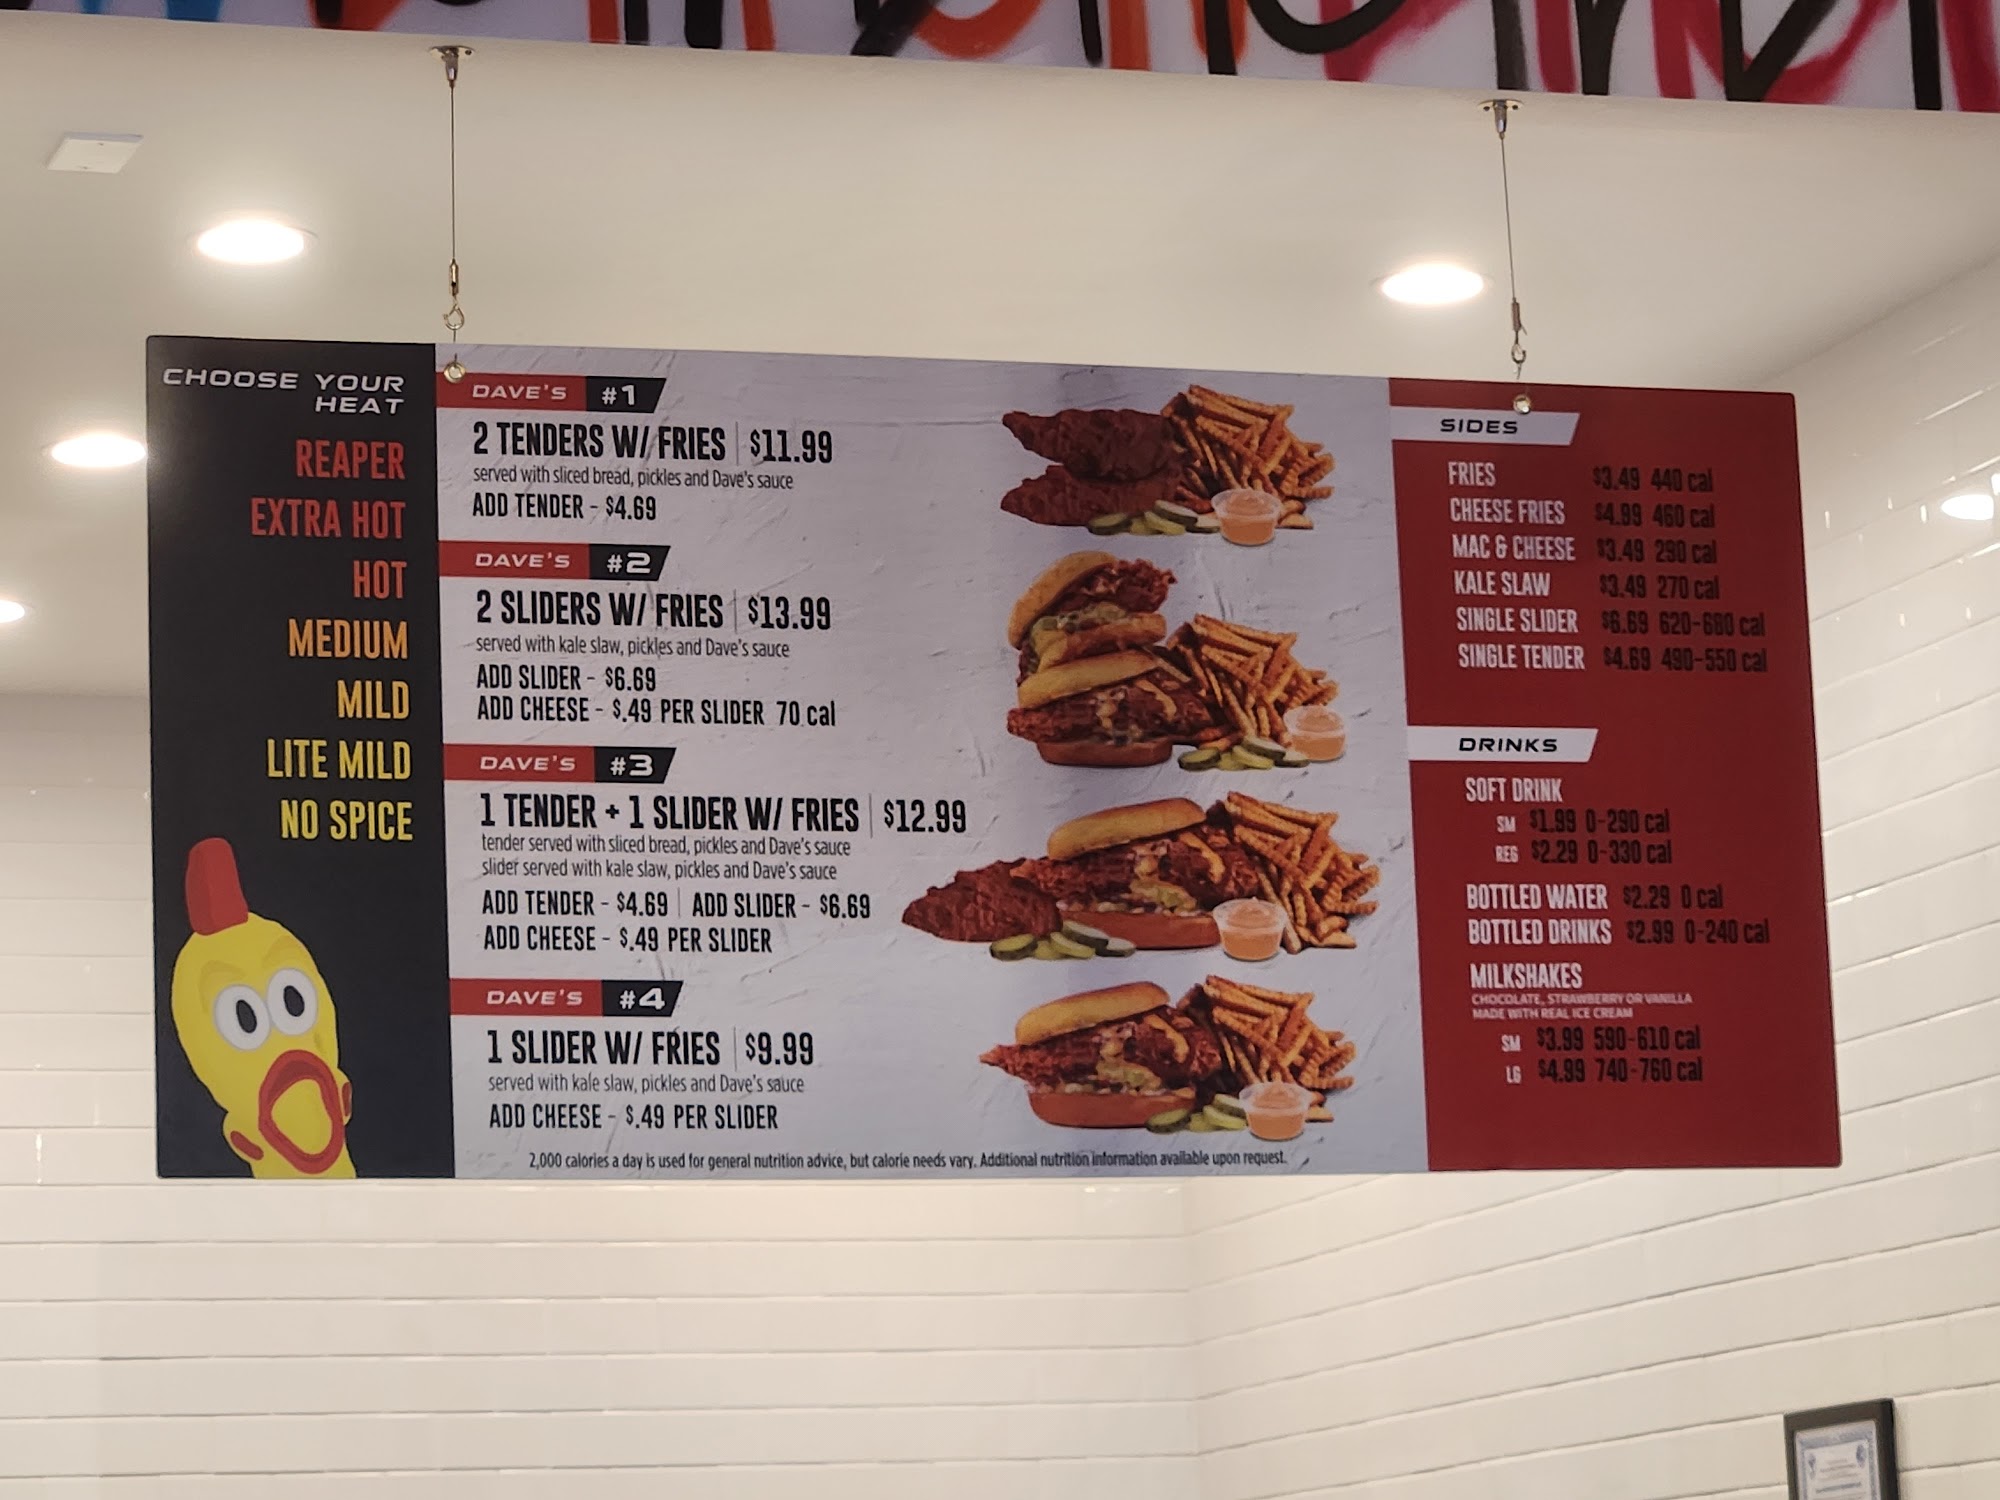 CHOOSE YOUR
HEAT
REAPER
EXTRA HOT
HOT
MEDIUM
MILD
LITE MILD
NO SPICE
DAVE'S #1
2 TENDERS W/ FRIES | $11.99
served with sliced bread, pickles and Dave's sauce
ADD TENDER - $4.69
DAVE'S #2
2 SLIDERS W/ FRIES | $13.99
served with kale slaw, pickles and Dave's sauce
ADD SLIDER - $6.69
ADD CHEESE - $.49 PER SLIDER 70 cal
DAVE'S #3
1 TENDER + 1 SLIDER W/ FRIES | $12.99
tender served with sliced bread, pickles and Dave's sauce
slider served with kale slaw, pickles and Dave's sauce
ADD TENDER - $4.69 | ADD SLIDER - $6.69
ADD CHEESE - $.49 PER SLIDER
DAVE'S #4
1 SLIDER W/ FRIES | $9.99
served with kale slaw, pickles and Dave's sauce
ADD CHEESE - $.49 PER SLIDER
2,000 calories a day is used for general nutrition advice, but calorie needs vary. Additional nutrition information available upon request.
SIDES
FRIES $3.49 440 cal
CHEESE FRIES $4.99 460 cal
MAC & CHEESE $3.49 290 cal
KALE SLAW $3.49 270 cal
SINGLE SLIDER $6.69 620-680 cal
SINGLE TENDER $4.69 490-550 cal
DRINKS
SOFT DRINK
SM $1.99 0-290 cal
REG $2.29 0-330 cal
BOTTLED WATER $2.29 0 cal
BOTTLED DRINKS $2.99 0-240 cal
MILKSHAKES
CHOCOLATE, STRAWBERRY OR VANILLA
MADE WITH REAL ICE CREAM
SM $3.99 590-610 cal
LG $4.99 740-760 cal